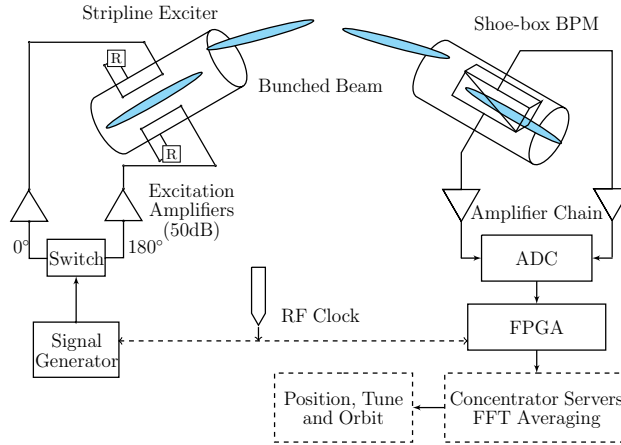 Stripline Exciter
Shoe-box BPM
R
Bunched Beam
R
Excitation
Amplifiers
(50dB)
Amplifier Chain
0°
180°
Switch
ADC
RF Clock
Signal
Generator
FPGA
Position, Tune
and Orbit
Concentrator Servers
FFT Averaging